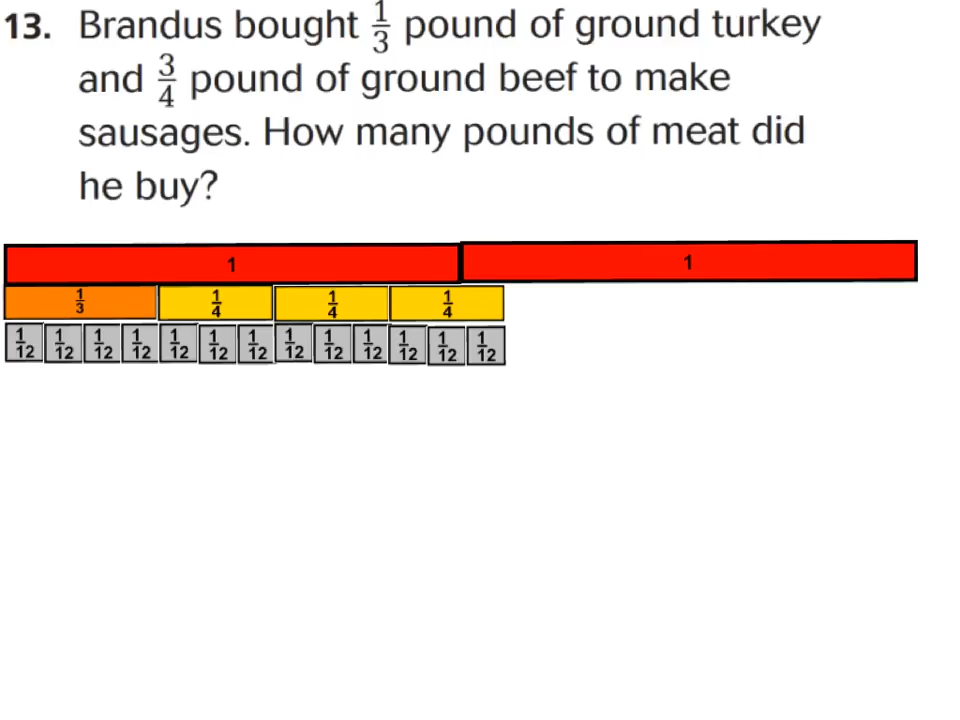 13. Brandus bought 1/3 pound of ground turkey
and 3/4 pound of ground beef to make
sausages. How many pounds of meat did
he buy?
1 1
1/3 1/4 1/4 1/4
1/12 1/12 1/12 1/12 1/12 1/12 1/12 1/12 1/12 1/12 1/12 1/12 1/12